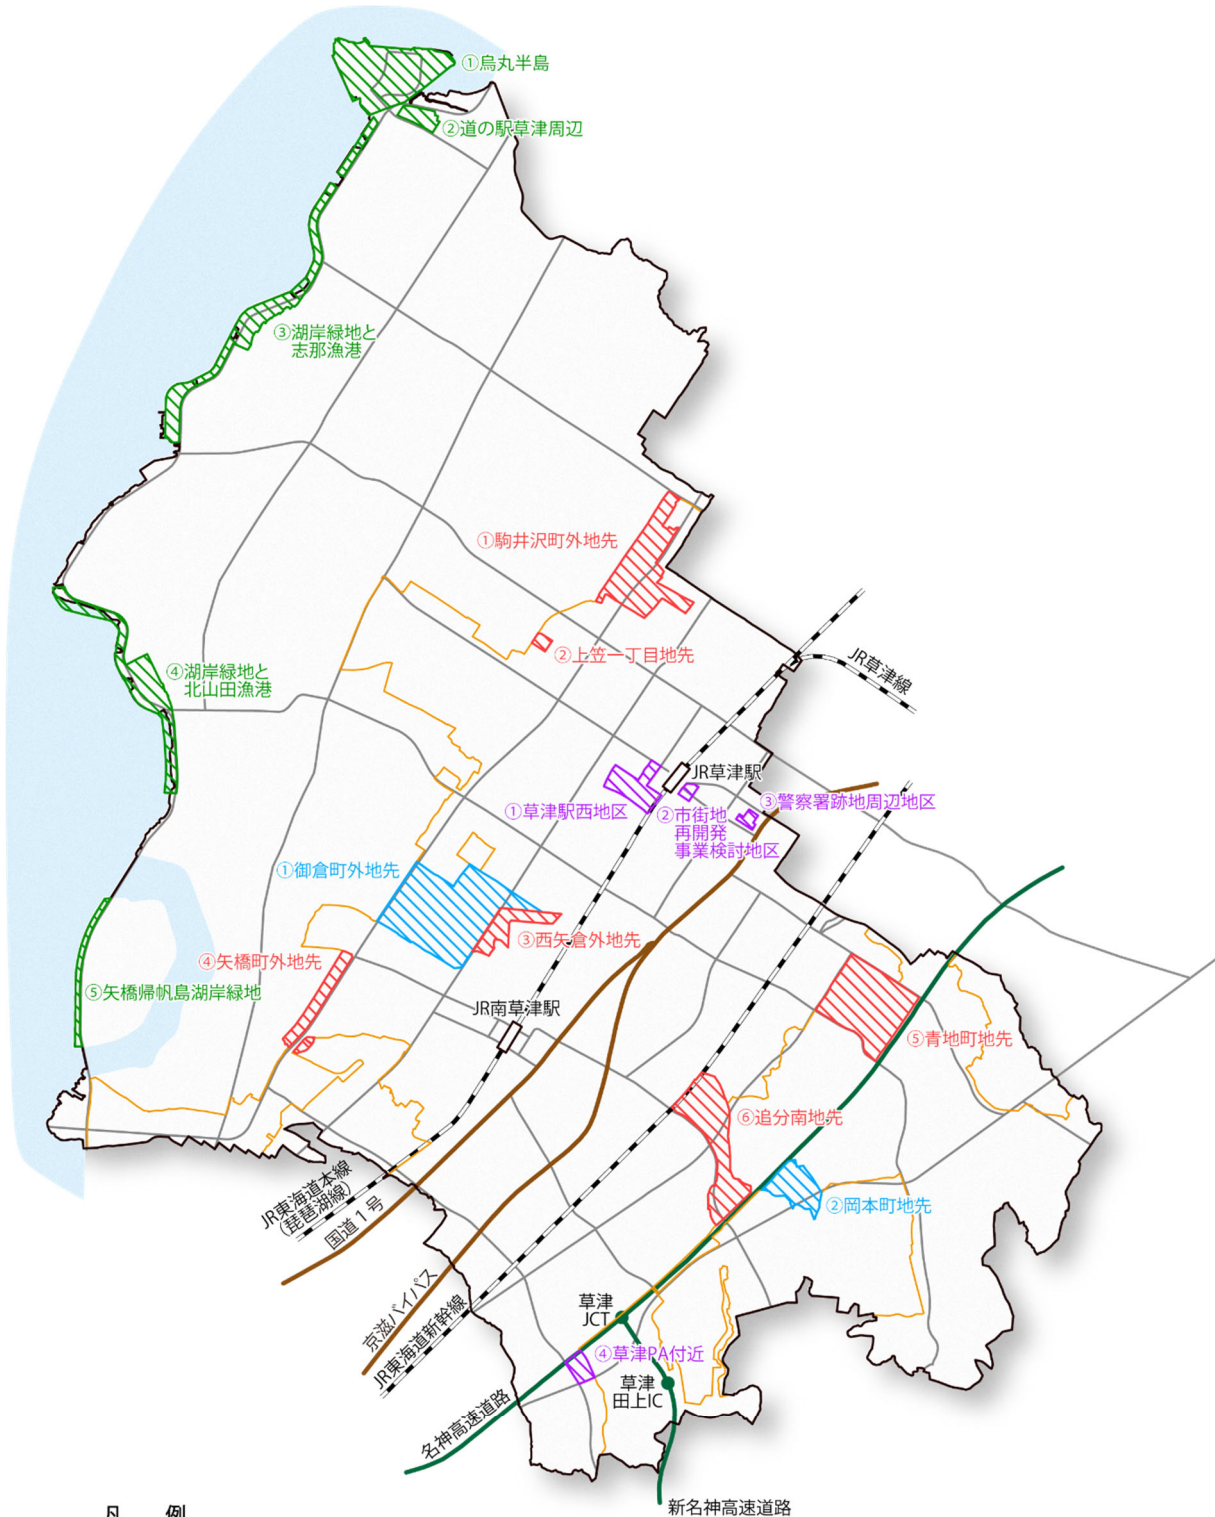 ①烏丸半島
②道の駅草津周辺
③湖岸緑地と
志那漁港
①駒井沢町外地先
②上笠一丁目地先
JR草津線
④湖岸緑地と
北山田漁港
JR草津駅
①草津駅西地区
②市街地
再開発
事業検討地区
③警察署跡地周辺地区
①御倉町外地先
③西矢倉外地先
④矢橋町外地先
⑤矢橋帰帆島湖岸緑地
JR南草津駅
⑤青地町地先
⑥追分南地先
②岡本町地先
JR東海道本線
(琵琶湖線)
国道1号
京滋バイパス
JR東海道新幹線
草津
JCT
④草津PA付近
草津
田上IC
名神高速道路
新名神高速道路
凡 例